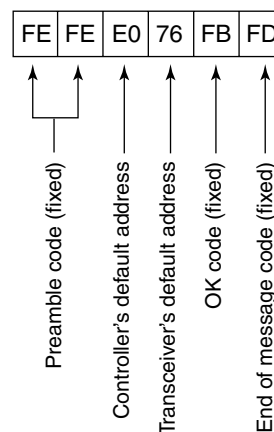 FE FE E0 76 FB FD
Preamble code (fixed)
Controller's default address
Transceiver's default address
OK code (fixed)
End of message code (fixed)